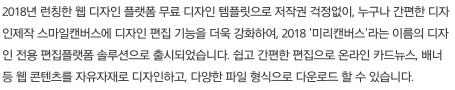 2018년 런칭한 웹 디자인 플랫폼 무료 디자인 템플릿으로 저작권 걱정없이, 누구나 간편한 디자
인제작 스마일캔버스에 디자인 편집 기능을 더욱 강화하여, 2018 '미리캔버스'라는 이름의 디자
인 전용 편집플랫폼 솔루션으로 출시되었습니다. 쉽고 간편한 편집으로 온라인 카드뉴스, 배너
등 웹 콘텐츠를 자유자재로 디자인하고, 다양한 파일 형식으로 다운로드 할 수 있습니다.